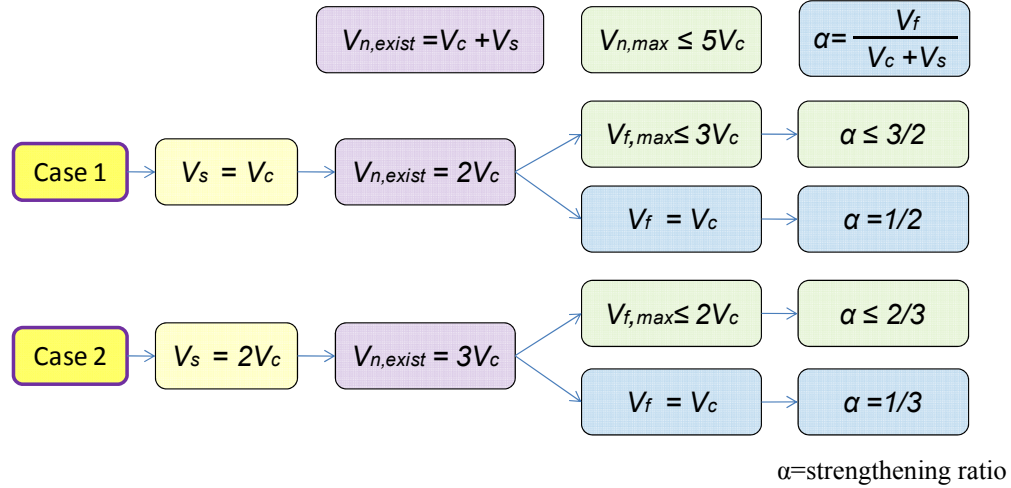 Vn,exist =Vc +Vs
Vn,max ≤ 5Vc
α= Vf / Vc +Vs
Case 1
Vs = Vc
Vn,exist = 2Vc
Vf,max≤ 3Vc
α ≤ 3/2
Vf = Vc
α =1/2
Case 2
Vs = 2Vc
Vn,exist = 3Vc
Vf,max≤ 2Vc
α ≤ 2/3
Vf = Vc
α =1/3
α=strengthening ratio